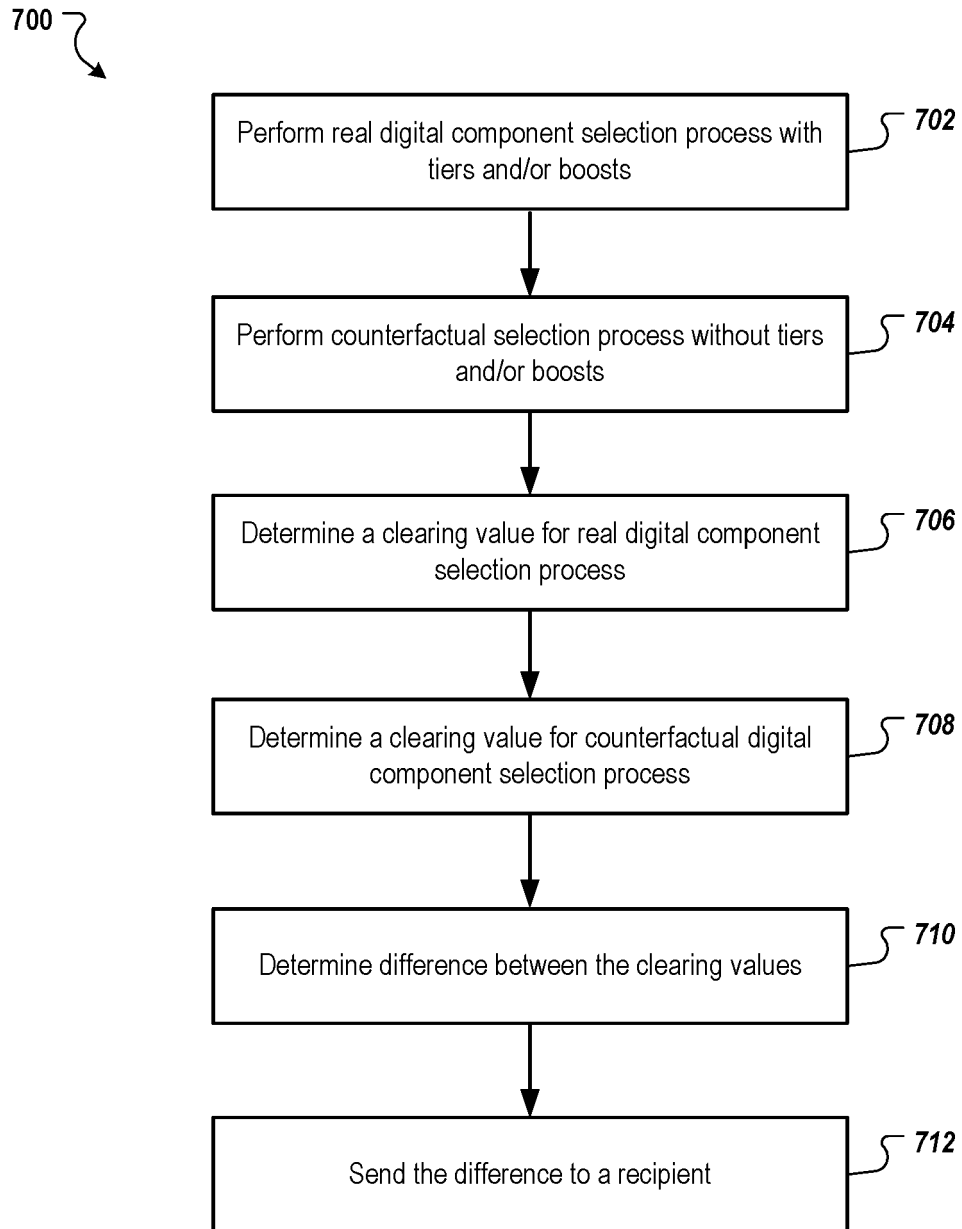 700
Perform real digital component selection process with
tiers and/or boosts
702
Perform counterfactual selection process without tiers
and/or boosts
704
Determine a clearing value for real digital component
selection process
706
Determine a clearing value for counterfactual digital
component selection process
708
Determine difference between the clearing values
710
Send the difference to a recipient
712